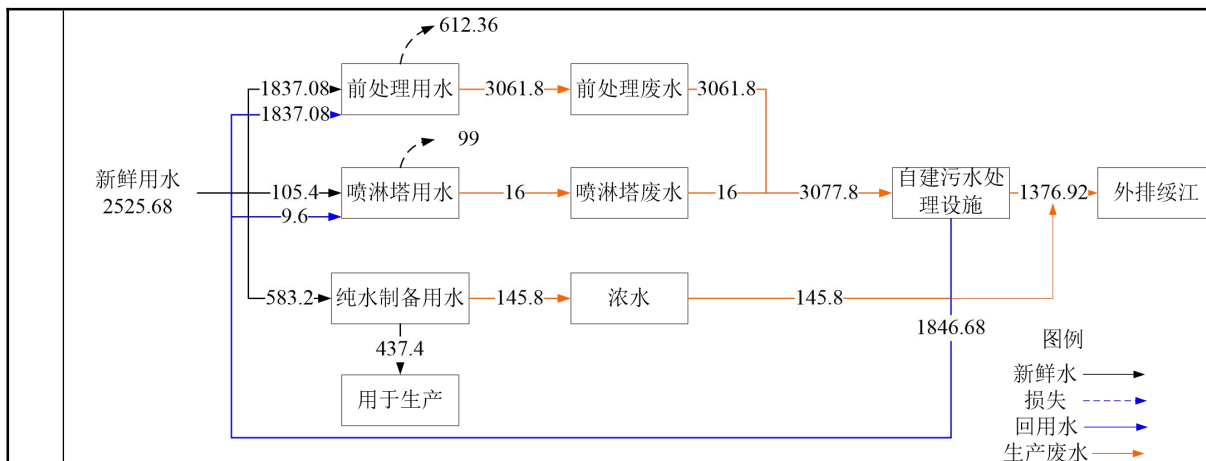 612.36
1837.08
前处理用水
3061.8
前处理废水
3061.8
1837.08
99
新鲜用水
2525.68
105.4
喷淋塔用水
16
喷淋塔废水
16
3077.8
自建污水处
理设施
1376.92
外排绥江
9.6
583.2
纯水制备用水
145.8
浓水
145.8
1846.68
437.4
用于生产
图例
新鲜水
损失
回用水
生产废水